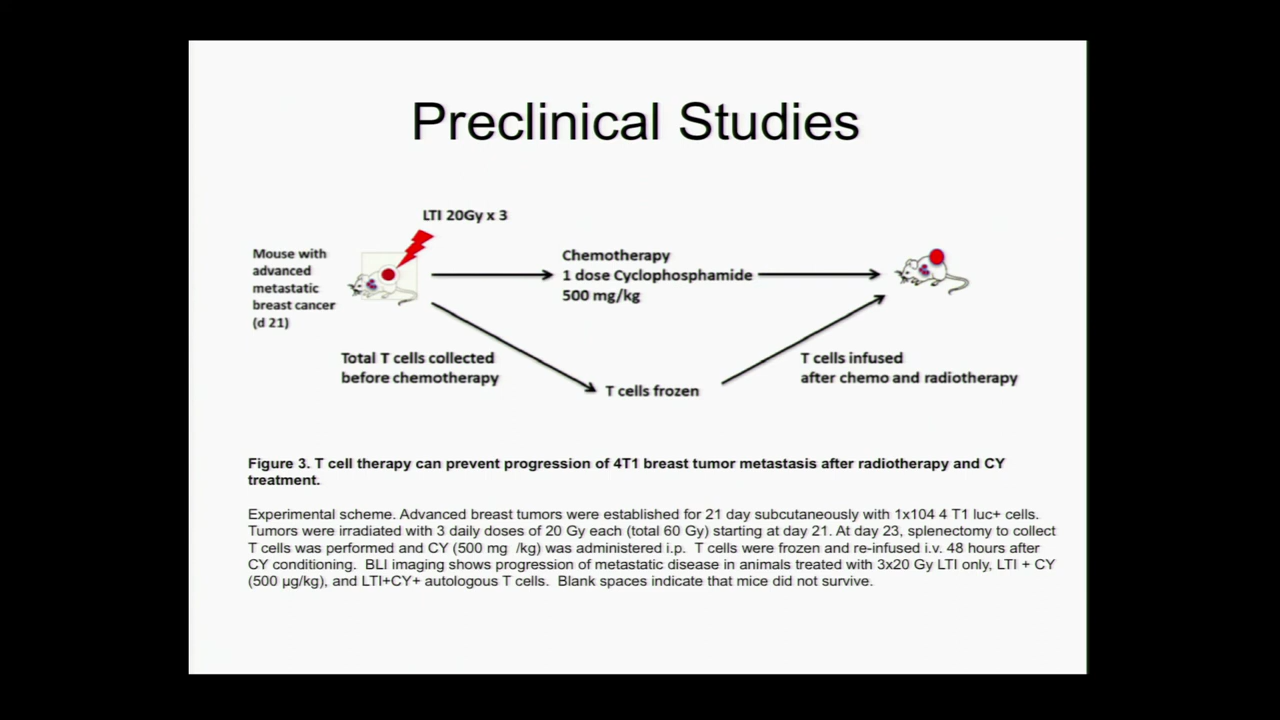 Preclinical Studies
LTI 20Gy x 3
Mouse with
advanced
metastatic
breast cancer
(d 21)
Chemotherapy
1 dose Cyclophosphamide
500 mg/kg
Total T cells collected
before chemotherapy
T cells frozen
T cells infused
after chemo and radiotherapy
Figure 3. T cell therapy can prevent progression of 4T1 breast tumor metastasis after radiotherapy and CY
treatment.
Experimental scheme. Advanced breast tumors were established for 21 day subcutaneously with 1x104 4 T1 luc+ cells.
Tumors were irradiated with 3 daily doses of 20 Gy each (total 60 Gy) starting at day 21. At day 23, splenectomy to collect
T cells was performed and CY (500 mg /kg) was administered i.p. T cells were frozen and re-infused i.v. 48 hours after
CY conditioning. BLI imaging shows progression of metastatic disease in animals treated with 3x20 Gy LTI only, LTI + CY
(500 µg/kg), and LTI+CY+ autologous T cells. Blank spaces indicate that mice did not survive.